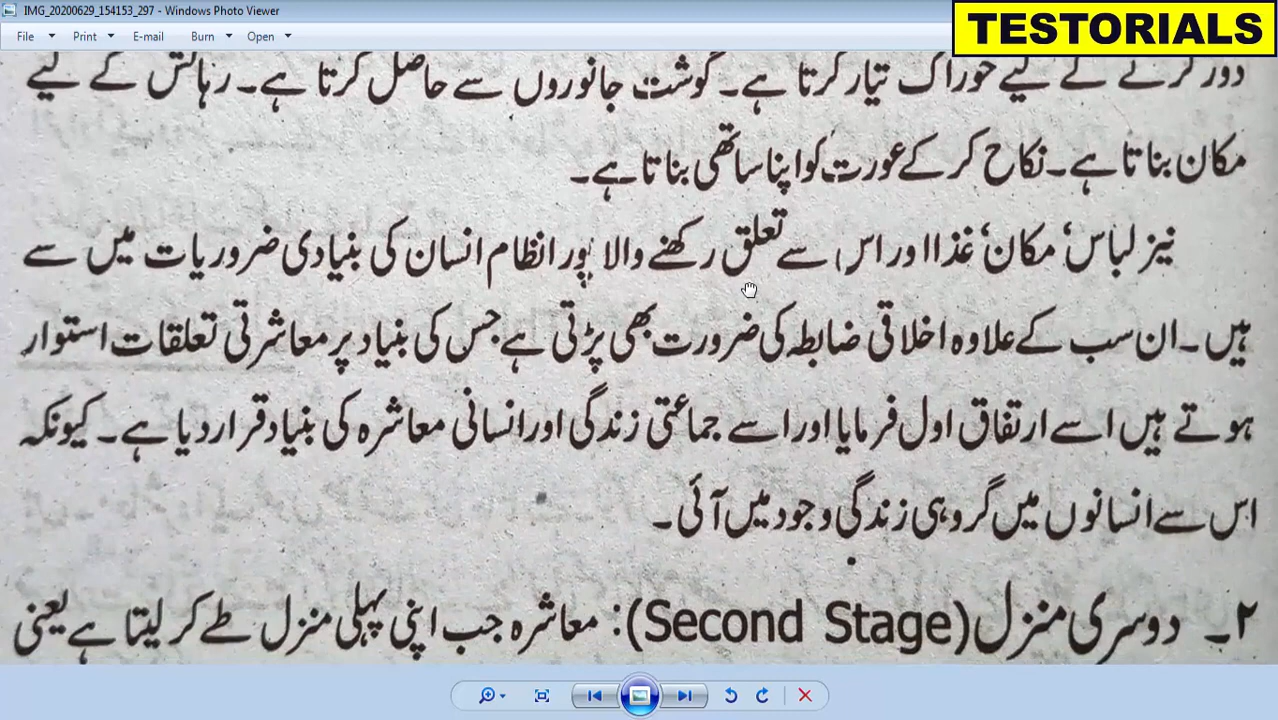 IMG_20200629_154153_297 - Windows Photo Viewer
TESTORIALS
File Print E-mail Burn Open
دور کرنے کے لیے خوراک تیار کرتا ہے۔ گوشت جانوروں سے حاصل کرتا ہے۔ رہائش کے لیے
مکان بناتا ہے۔ نکاح کر کے عورت کو اپنا ساتھی بناتا ہے۔
نیز لباس، مکان، غذا اور اس سے تعلق رکھنے والا پورا نظام انسان کی بنیادی ضروریات میں سے
ہیں۔ ان سب کے علاوہ اخلاقی ضابطہ کی ضرورت بھی پڑتی ہے جس کی بنیاد پر معاشرتی تعلقات استوار
ہوتے ہیں اسے ارتفاق اول فرمایا اور اسے جماعتی زندگی اور انسانی معاشرہ کی بنیاد قرار دیا ہے۔ کیونکہ
اس سے انسانوں میں گروہی زندگی وجود میں آئی۔
۲۔ دوسری منزل (Second Stage): معاشرہ جب اپنی پہلی منزل طے کر لیتا ہے یعنی